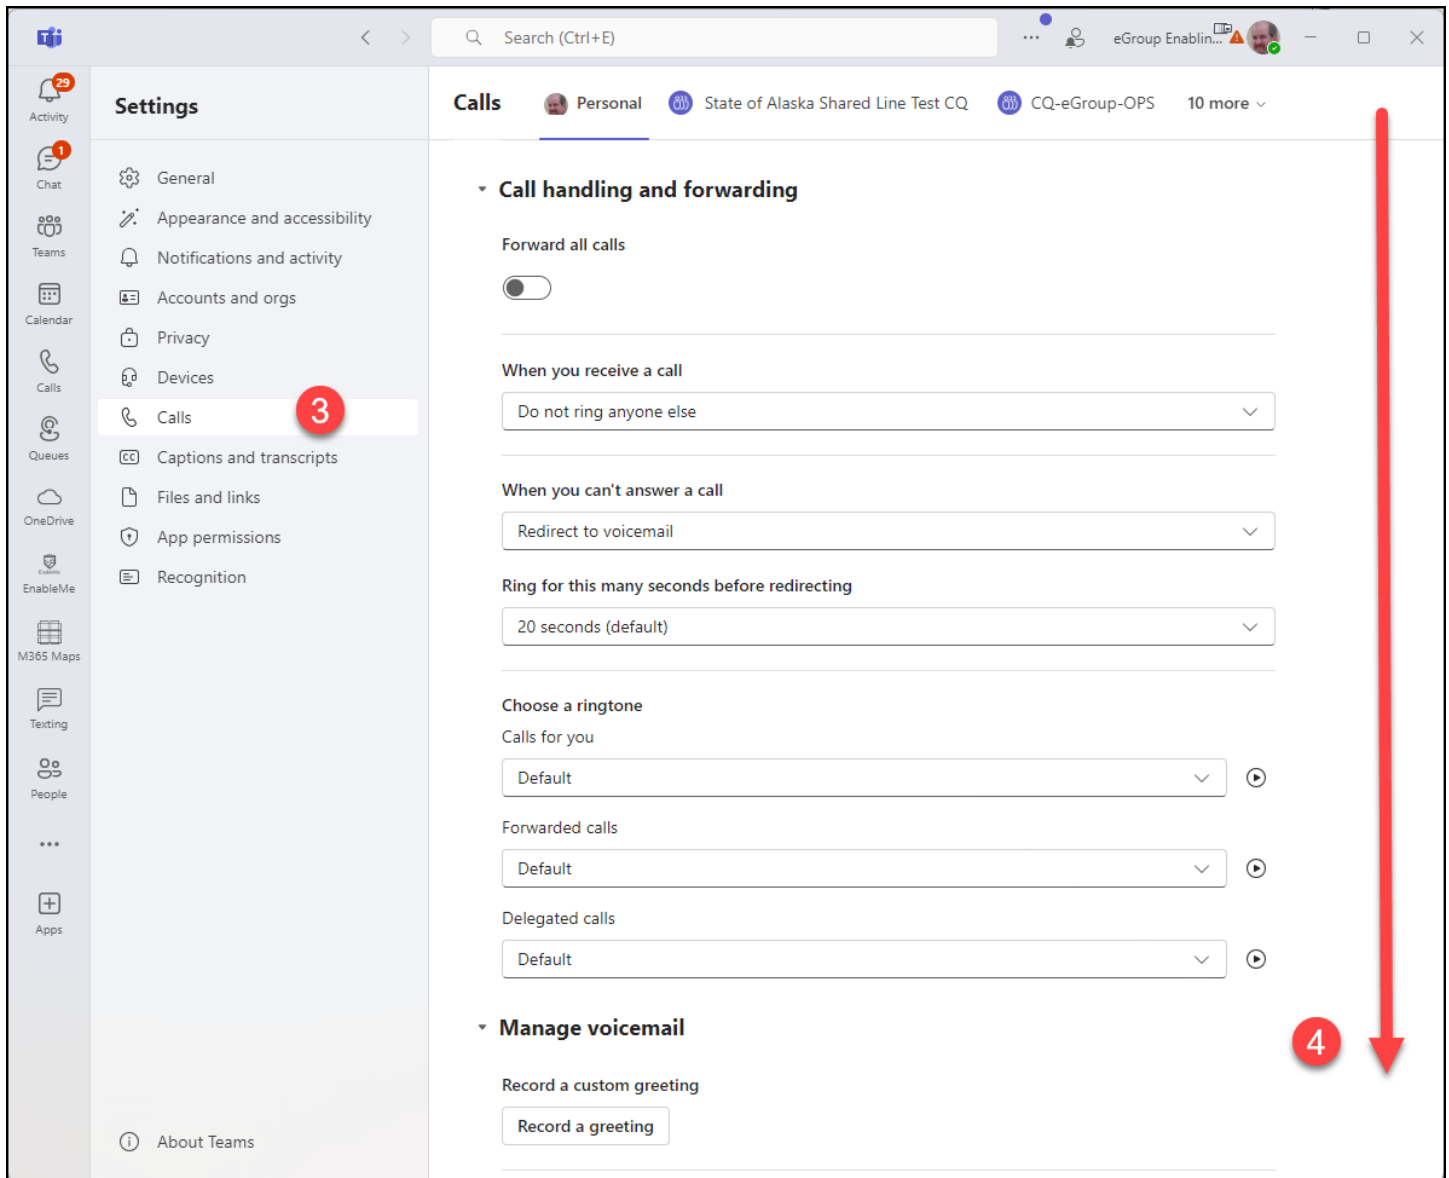 Search (Ctrl+E)
eGroup Enablin...
29
Activity
1
Chat
Teams
Calendar
Calls
Queues
OneDrive
EnableMe
M365 Maps
Texting
People
Apps
Settings
General
Appearance and accessibility
Notifications and activity
Accounts and orgs
Privacy
Devices
Calls
3
Captions and transcripts
Files and links
App permissions
Recognition
About Teams
Calls
Personal
State of Alaska Shared Line Test CQ
CQ-eGroup-OPS
10 more
Call handling and forwarding
Forward all calls
When you receive a call
Do not ring anyone else
When you can't answer a call
Redirect to voicemail
Ring for this many seconds before redirecting
20 seconds (default)
Choose a ringtone
Calls for you
Default
Forwarded calls
Default
Delegated calls
Default
Manage voicemail
4
Record a custom greeting
Record a greeting